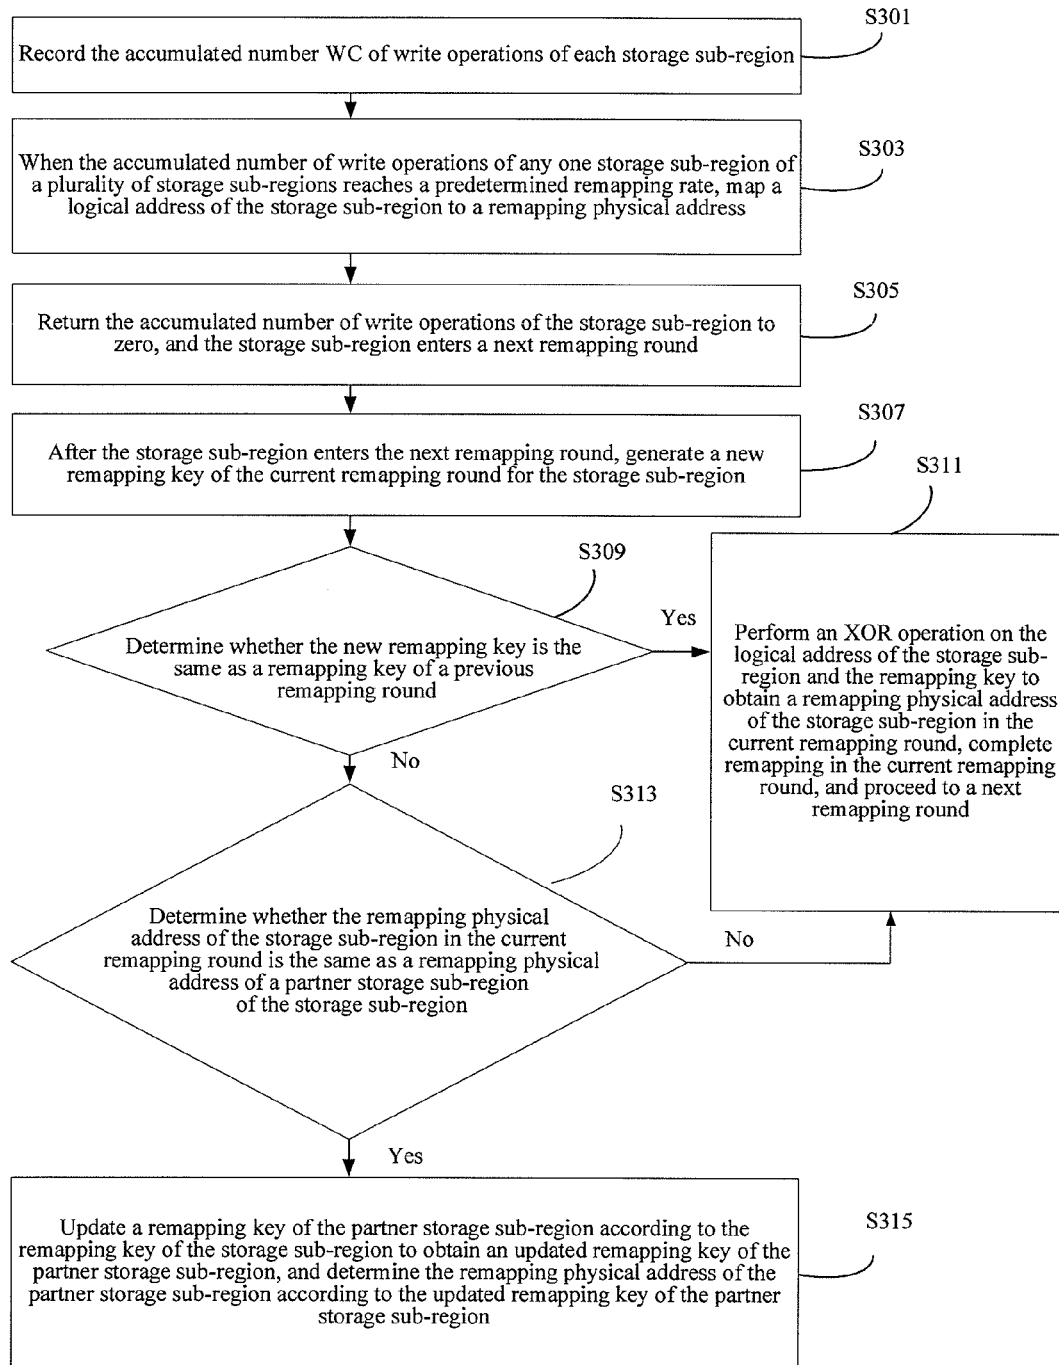 S301
Record the accumulated number WC of write operations of each storage sub-region
When the accumulated number of write operations of any one storage sub-region of
a plurality of storage sub-regions reaches a predetermined remapping rate, map a
logical address of the storage sub-region to a remapping physical address
S303
Return the accumulated number of write operations of the storage sub-region to
zero, and the storage sub-region enters a next remapping round
S305
After the storage sub-region enters the next remapping round, generate a new
remapping key of the current remapping round for the storage sub-region
S307
S311
S309
Determine whether the new remapping key is the
same as a remapping key of a previous
remapping round
Yes
No
Perform an XOR operation on the
logical address of the storage sub-
region and the remapping key to
obtain a remapping physical address
of the storage sub-region in the
current remapping round, complete
remapping in the current remapping
round, and proceed to a next
remapping round
S313
Determine whether the remapping physical
address of the storage sub-region in the current
remapping round is the same as a remapping physical
address of a partner storage sub-region
of the storage sub-region
No
Yes
Update a remapping key of the partner storage sub-region according to the
remapping key of the storage sub-region to obtain an updated remapping key of the
partner storage sub-region, and determine the remapping physical address of the
partner storage sub-region according to the updated remapping key of the partner
storage sub-region
S315